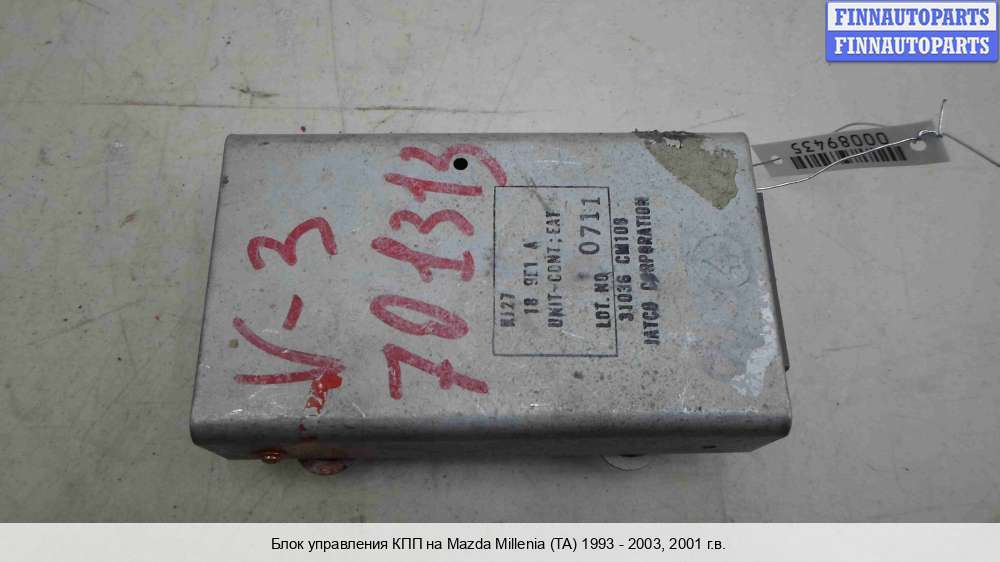 FINNAUTOPARTS
FINNAUTOPARTS
00089435
V-3
701313
KJ27
18 9E1 A
UNIT-CONT;EAT
LOT.NO 0711
31036 CM108
JATCO CORPORATION
Блок управления КПП на Mazda Millenia (TA) 1993 - 2003, 2001 г.в.